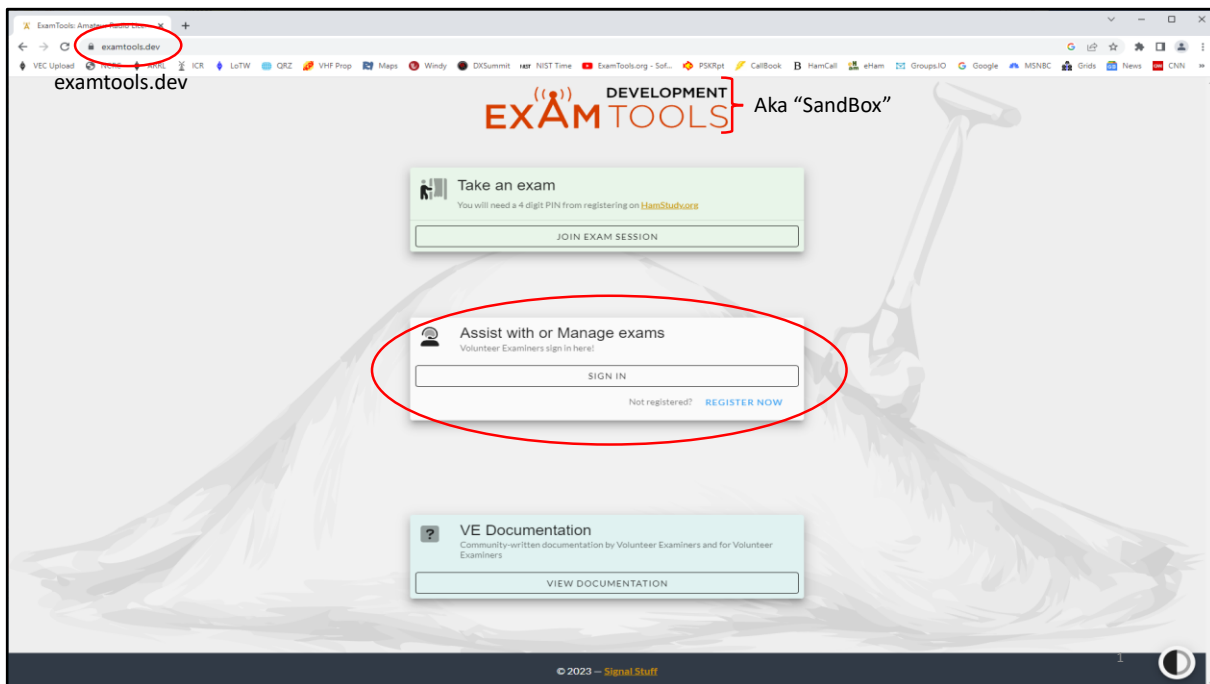 ExamTools: Amateur Radio Lice
examtools.dev
VEC Upload NCRC ARRL ICR LoTW QRZ VHF Prop Maps Windy DXSummit NIST NIST Time ExamTools.org - Sof... PSKRpt CallBook B HamCall eHam Groups.IO G Google MSNBC Grids News CNN CNN »
examtools.dev
DEVELOPMENT
EXAM TOOLS
Aka “SandBox”
Take an exam
You will need a 4 digit PIN from registering on HamStudy.org
JOIN EXAM SESSION
Assist with or Manage exams
Volunteer Examiners sign in here!
SIGN IN
Not registered? REGISTER NOW
VE Documentation
Community-written documentation by Volunteer Examiners and for Volunteer
Examiners
VIEW DOCUMENTATION
© 2023 — Signal Stuff
1